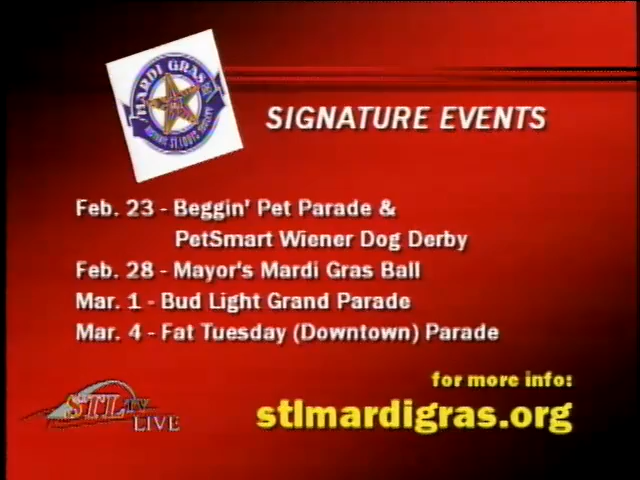 MARDI GRAS
SIGNATURE EVENTS
Feb. 23 - Beggin' Pet Parade &
PetSmart Wiener Dog Derby
Feb. 28 - Mayor's Mardi Gras Ball
Mar. 1 - Bud Light Grand Parade
Mar. 4 - Fat Tuesday (Downtown) Parade
for more info:
stlmardigras.org
STL TV
LIVE